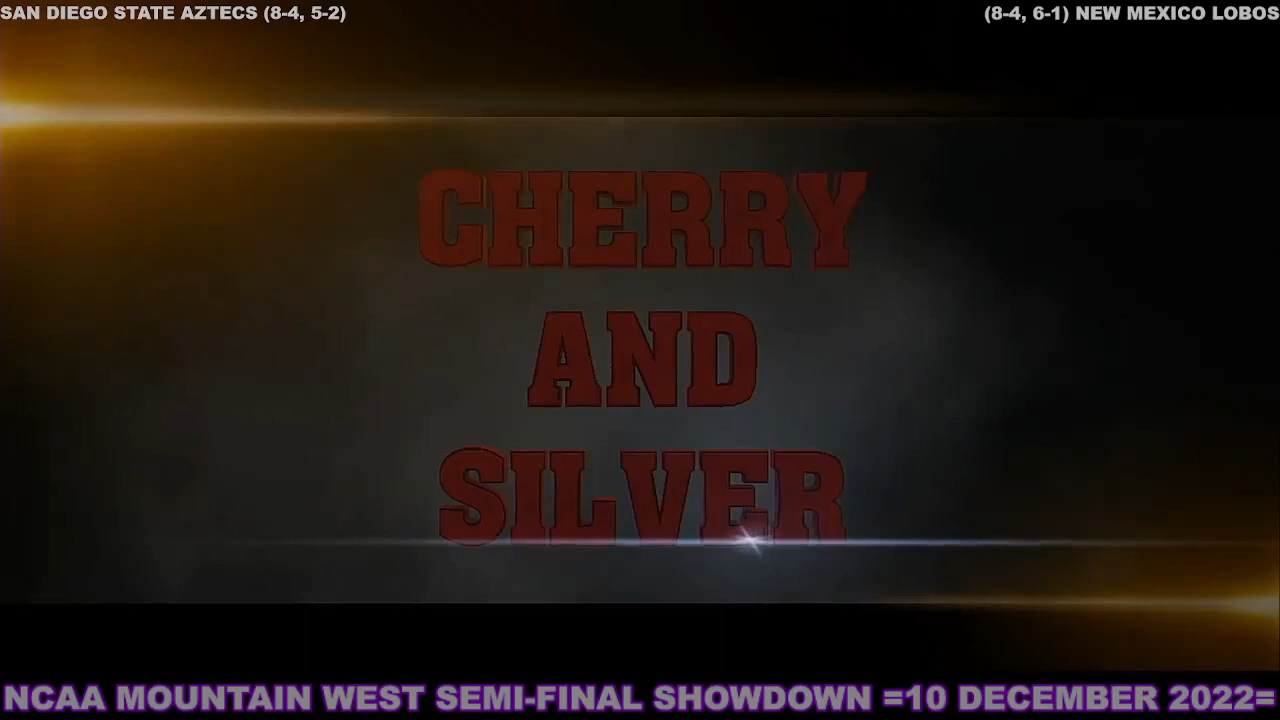 SAN DIEGO STATE AZTECS (8-4, 5-2)
(8-4, 6-1) NEW MEXICO LOBOS
CHERRY
AND
SILVER
NCAA MOUNTAIN WEST SEMI-FINAL SHOWDOWN =10 DECEMBER 2022=